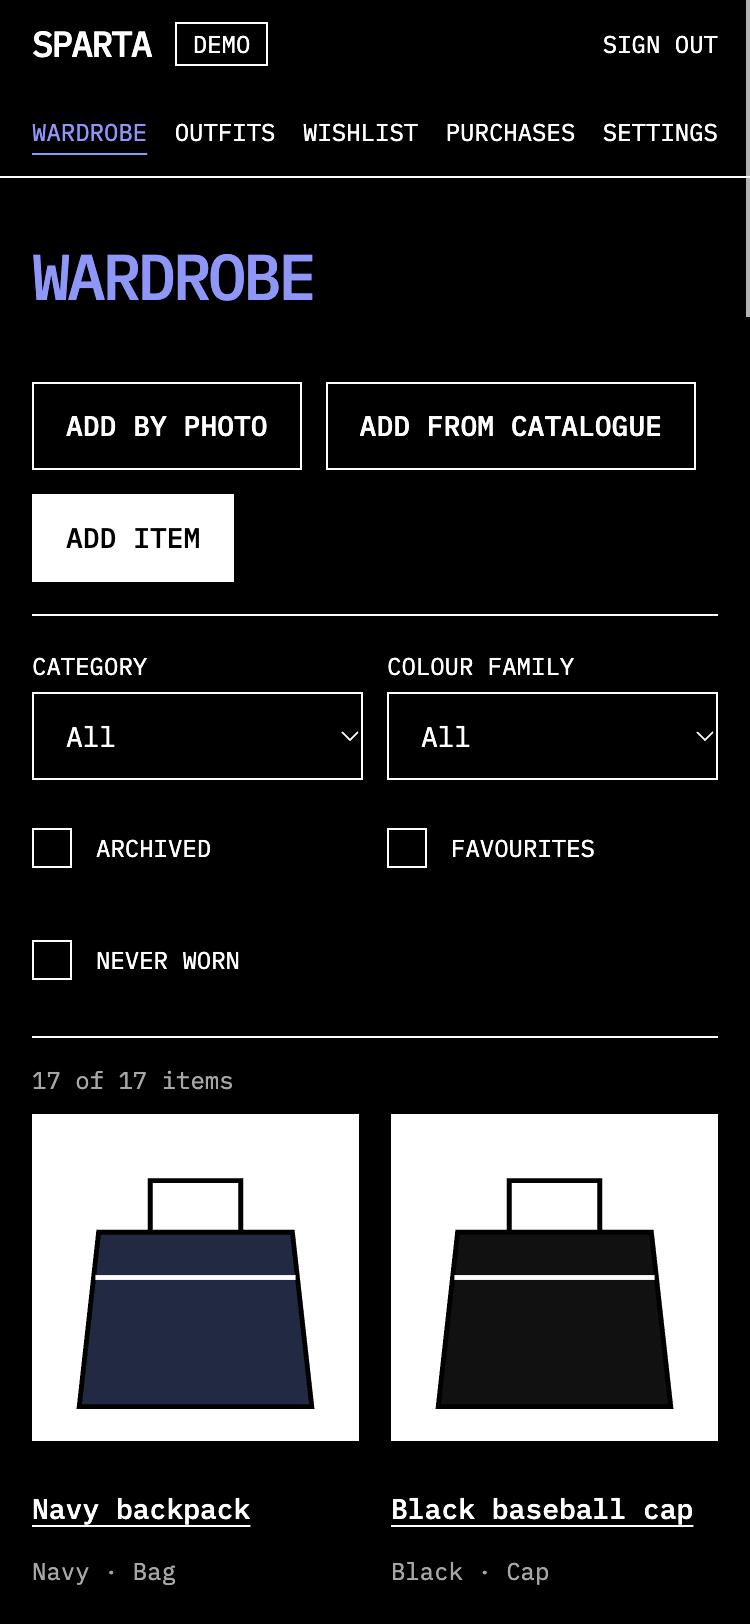 SPARTA DEMO SIGN OUT
WARDROBE OUTFITS WISHLIST PURCHASES SETTINGS
WARDROBE
ADD BY PHOTO ADD FROM CATALOGUE
ADD ITEM
CATEGORY COLOUR FAMILY
All All
ARCHIVED FAVOURITES
NEVER WORN
17 of 17 items
Navy backpack Black baseball cap
Navy · Bag Black · Cap